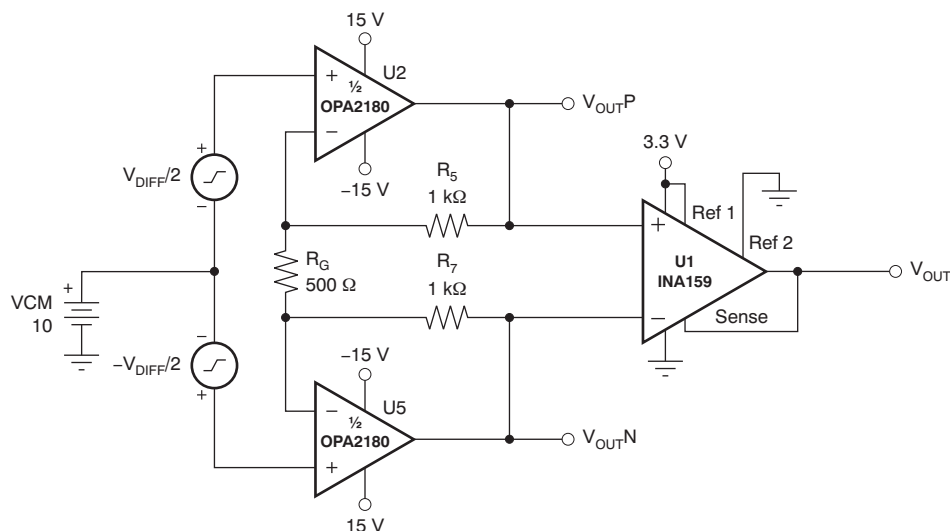 15 V
U2
+
½
OPA2180
−
−15 V
V_OUTP
+
V_DIFF/2
−
R_5
1 kΩ
3.3 V
Ref 1
Ref 2
+
U1
INA159
−
Sense
V_OUT
R_G
500 Ω
R_7
1 kΩ
+
VCM
10
−
−V_DIFF/2
+
−15 V
U5
−
½
OPA2180
+
15 V
V_OUTN